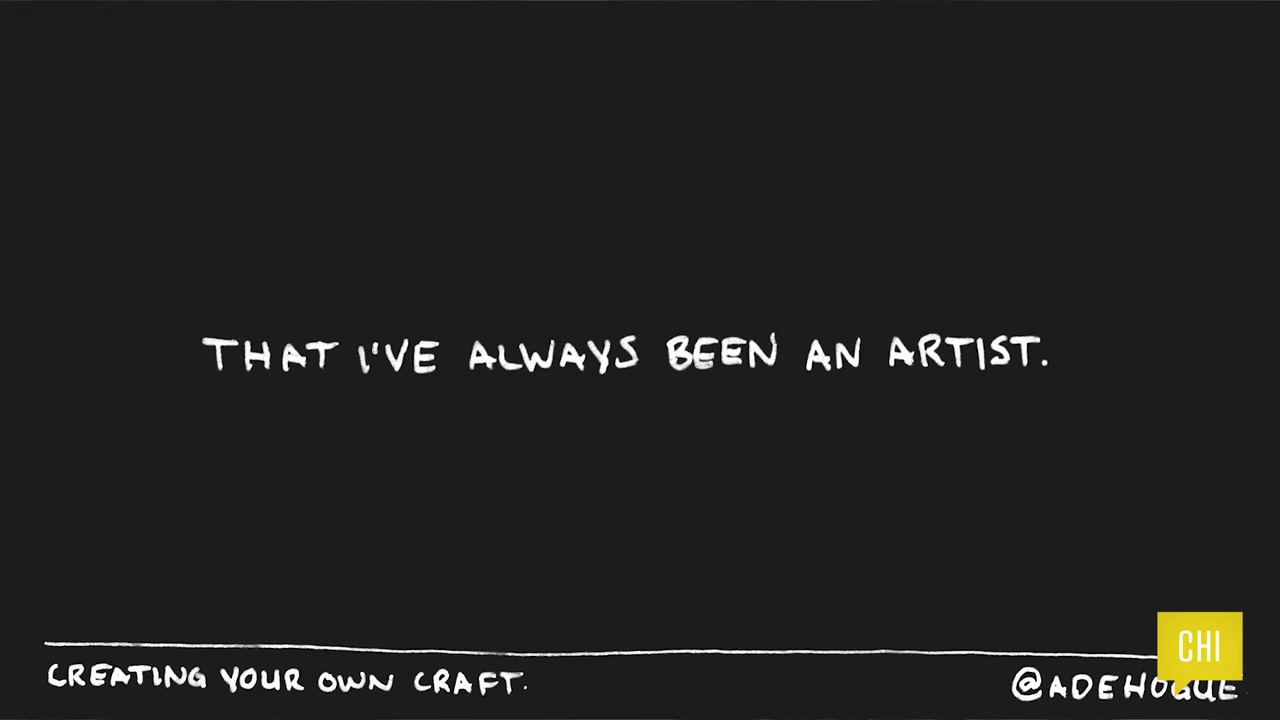 THAT I'VE ALWAYS BEEN AN ARTIST.
CHI
CREATING YOUR OWN CRAFT.
@ADEHOGUE